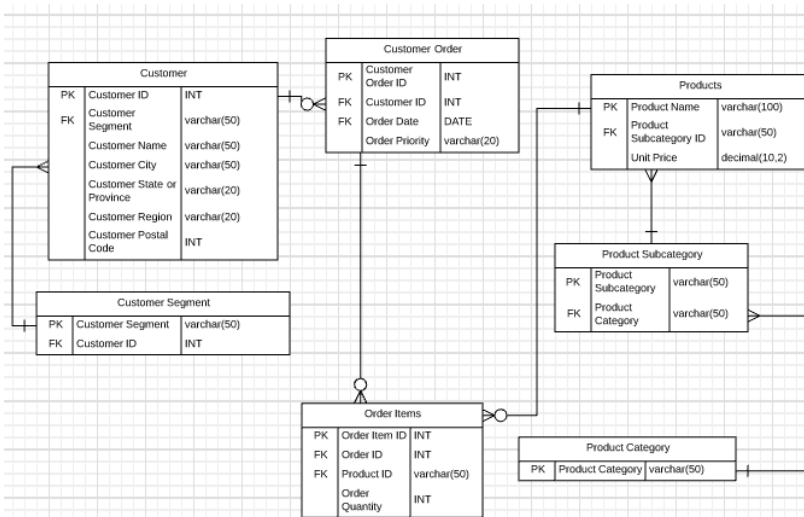 Customer
PK Customer ID INT
FK Customer
Segment varchar(50)
Customer Name varchar(50)
Customer City varchar(50)
Customer State or
Province varchar(20)
Customer Region varchar(20)
Customer Postal
Code INT
Customer Order
PK Customer
Order ID INT
FK Customer ID INT
FK Order Date DATE
Order Priority varchar(20)
Products
PK Product Name varchar(100)
FK Product
Subcategory ID varchar(50)
Unit Price decimal(10,2)
Product Subcategory
PK Product
Subcategory varchar(50)
FK Product
Category varchar(50)
Customer Segment
PK Customer Segment varchar(50)
FK Customer ID INT
Order Items
PK Order Item ID INT
FK Order ID INT
FK Product ID varchar(50)
Order
Quantity INT
Product Category
PK Product Category varchar(50)